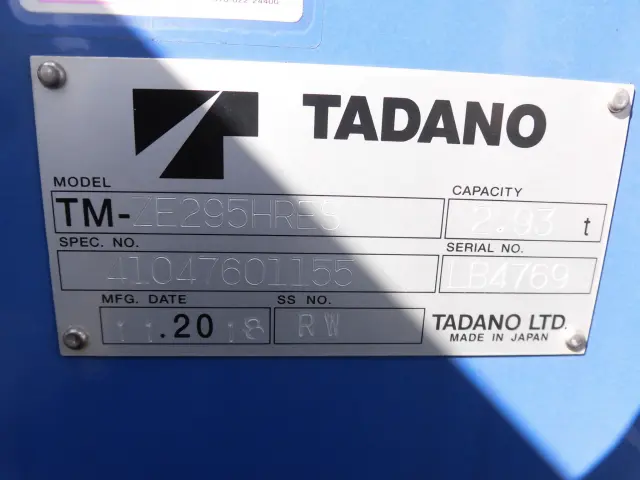 TADANO
MODEL
TM-ZE295HRES
CAPACITY
2.93 t
SPEC. NO.
SERIAL NO.
LB4769
MFG. DATE
11.2018
SS NO.
RW
TADANO LTD.
MADE IN JAPAN